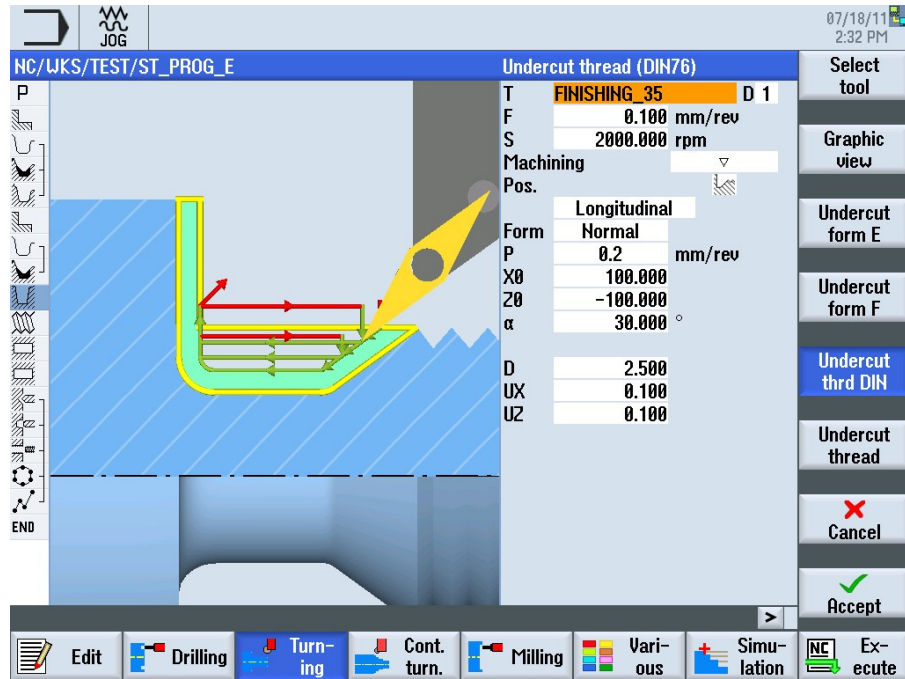 07/18/11
2:32 PM
JOG
NC/WKS/TEST/ST_PROG_E
Undercut thread (DIN76)
Select
tool
P
T FINISHING_35 D 1
F 0.100 mm/rev
S 2000.000 rpm
Machining
Pos.
Longitudinal
Form Normal
P 0.2 mm/rev
X0 100.000
Z0 -100.000
α 30.000 °
D 2.500
UX 0.100
UZ 0.100
Graphic
view
Undercut
form E
Undercut
form F
Undercut
thrd DIN
Undercut
thread
Cancel
Accept
END
>
Edit
Drilling
Turn-
ing
Cont.
turn.
Milling
Vari-
ous
Simu-
lation
NC
Ex-
ecute